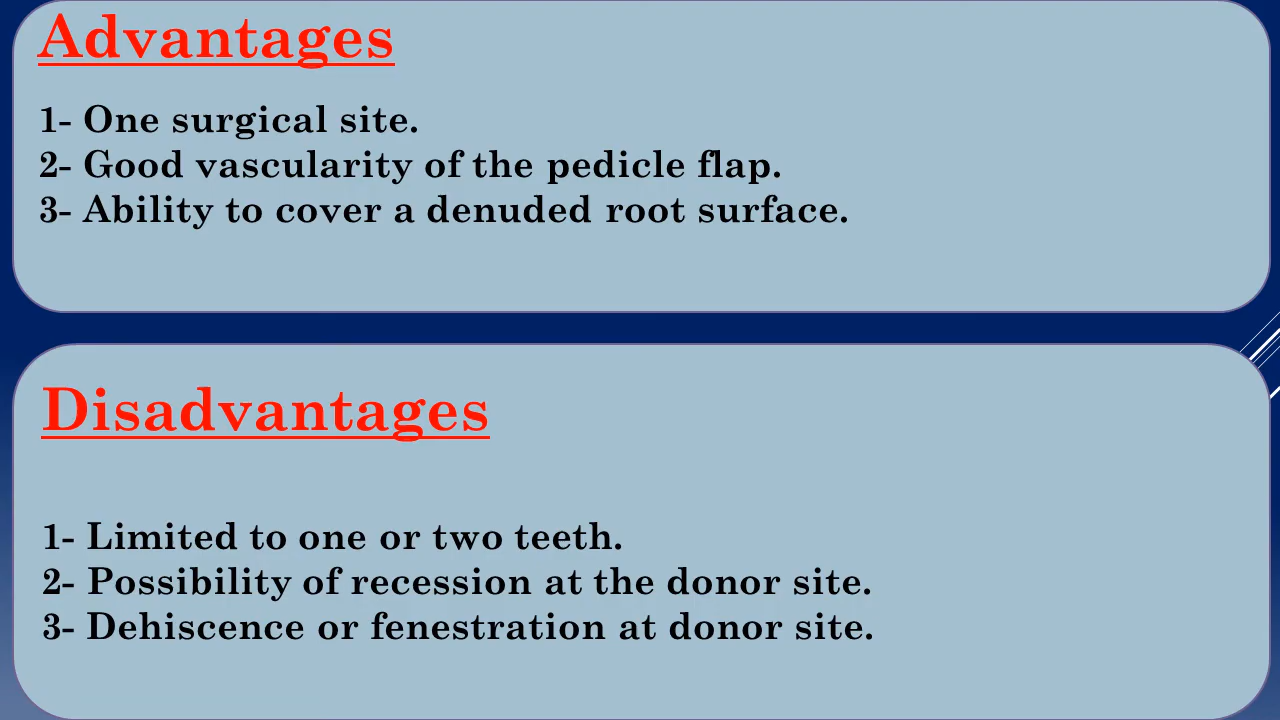 Advantages
1- One surgical site.
2- Good vascularity of the pedicle flap.
3- Ability to cover a denuded root surface.
Disadvantages
1- Limited to one or two teeth.
2- Possibility of recession at the donor site.
3- Dehiscence or fenestration at donor site.